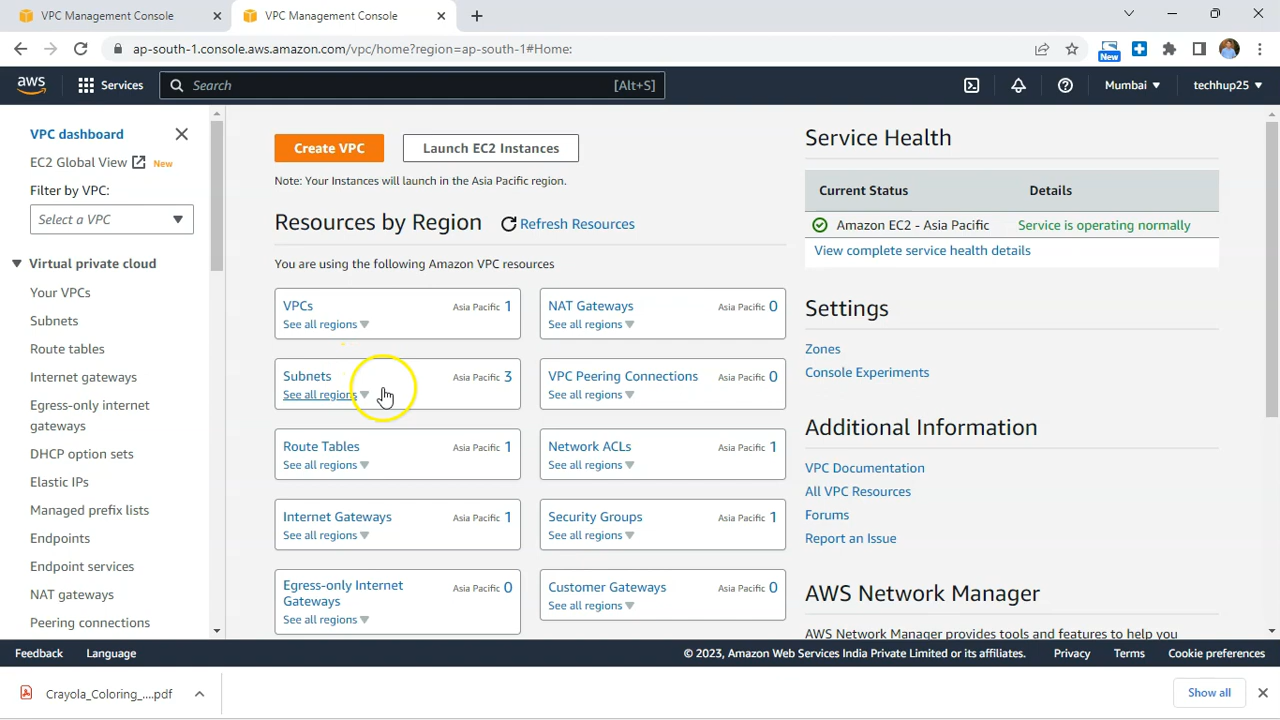 VPC Management Console
VPC Management Console
ap-south-1.console.aws.amazon.com/vpc/home?region=ap-south-1#Home:
New
aws
Services
Search
[Alt+S]
Mumbai
techhup25
VPC dashboard
EC2 Global View New
Filter by VPC:
Select a VPC
Virtual private cloud
Your VPCs
Subnets
Route tables
Internet gateways
Egress-only internet
gateways
DHCP option sets
Elastic IPs
Managed prefix lists
Endpoints
Endpoint services
NAT gateways
Peering connections
Create VPC
Launch EC2 Instances
Note: Your Instances will launch in the Asia Pacific region.
Resources by Region
Refresh Resources
You are using the following Amazon VPC resources
VPCs Asia Pacific 1
See all regions
NAT Gateways Asia Pacific 0
See all regions
Subnets Asia Pacific 3
See all regions
VPC Peering Connections Asia Pacific 0
See all regions
Route Tables Asia Pacific 1
See all regions
Network ACLs Asia Pacific 1
See all regions
Internet Gateways Asia Pacific 1
See all regions
Security Groups Asia Pacific 1
See all regions
Egress-only Internet Asia Pacific 0
Gateways
See all regions
Customer Gateways Asia Pacific 0
See all regions
Service Health
Current Status Details
Amazon EC2 - Asia Pacific Service is operating normally
View complete service health details
Settings
Zones
Console Experiments
Additional Information
VPC Documentation
All VPC Resources
Forums
Report an Issue
AWS Network Manager
AWS Network Manager provides tools and features to help you
Feedback
Language
© 2023, Amazon Web Services India Private Limited or its affiliates.
Privacy
Terms
Cookie preferences
Crayola_Coloring_....pdf
Show all